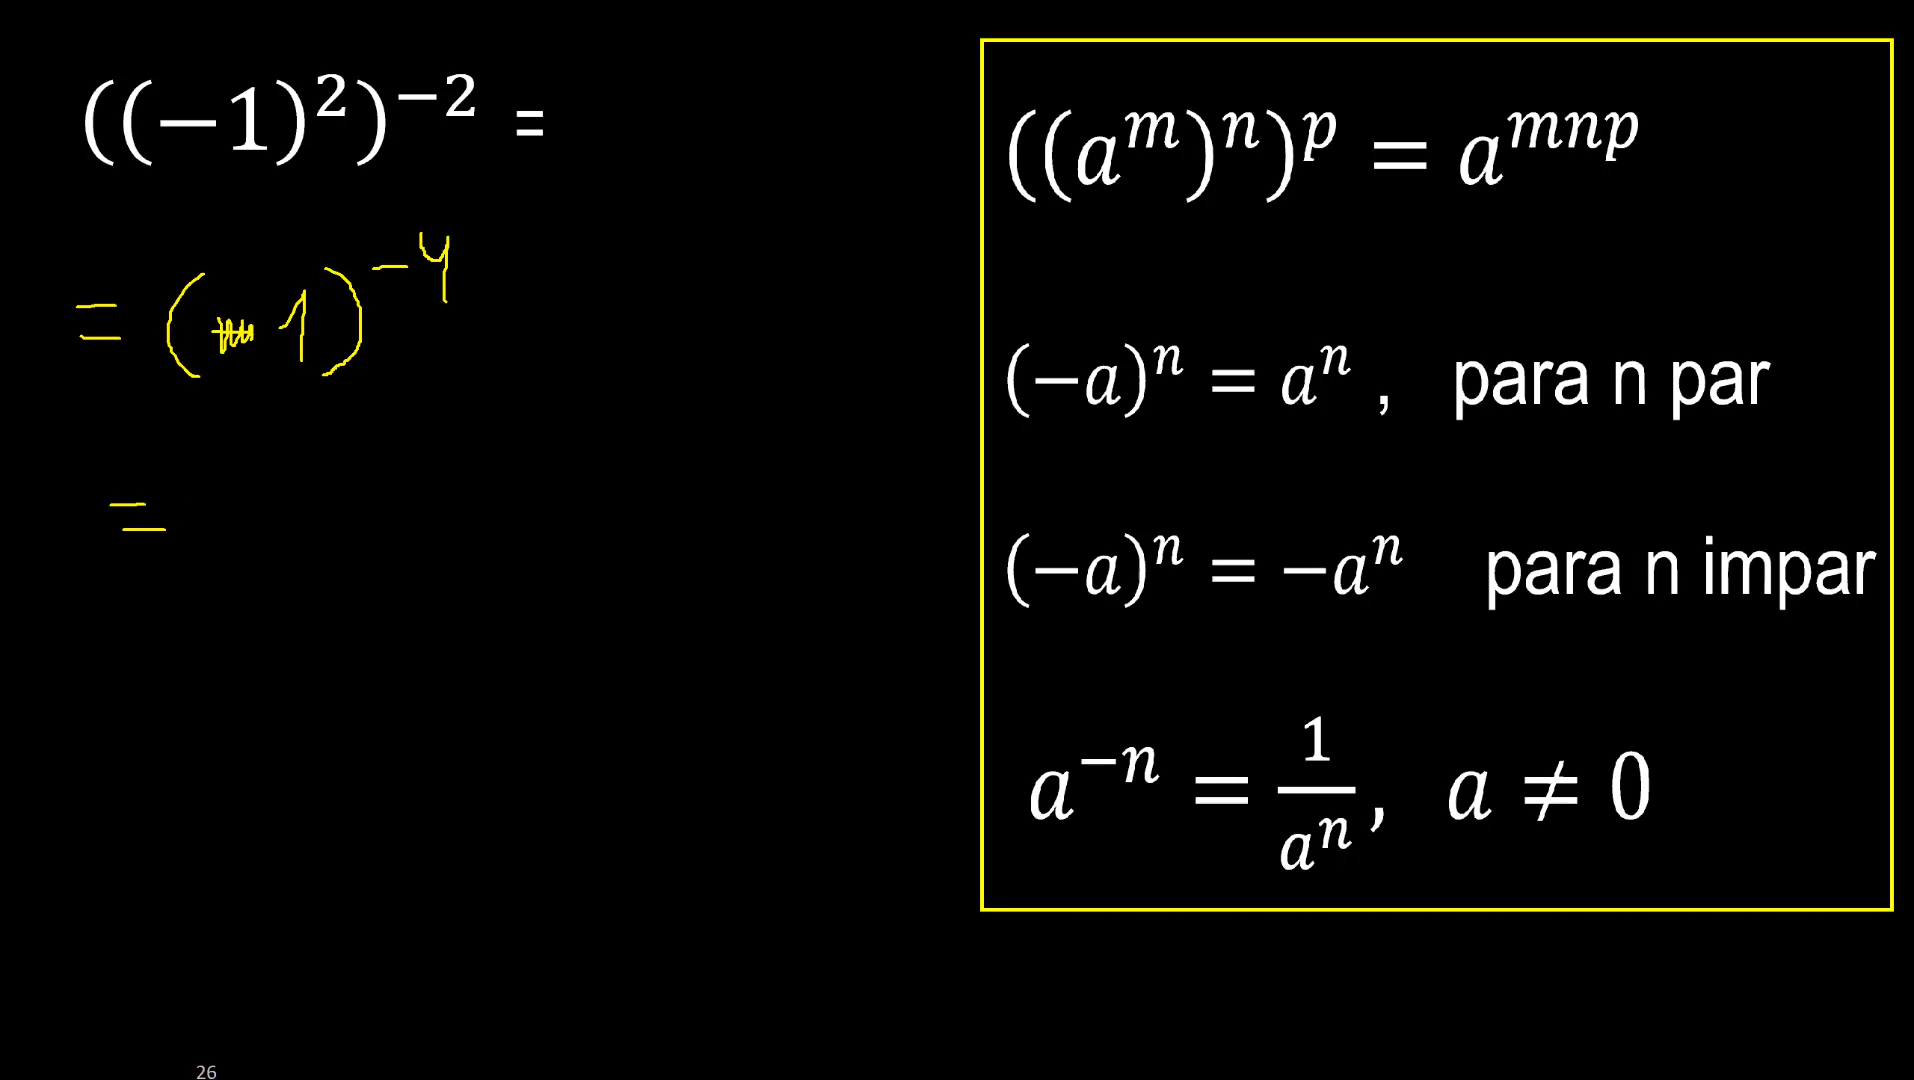 ((−1)²)⁻² =
= (−1)⁻⁴
=
((aᵐ)ⁿ)ᵖ = aᵐⁿᵖ
(−a)ⁿ = aⁿ , para n par
(−a)ⁿ = −aⁿ para n impar
a⁻ⁿ = 1/aⁿ, a ≠ 0
26